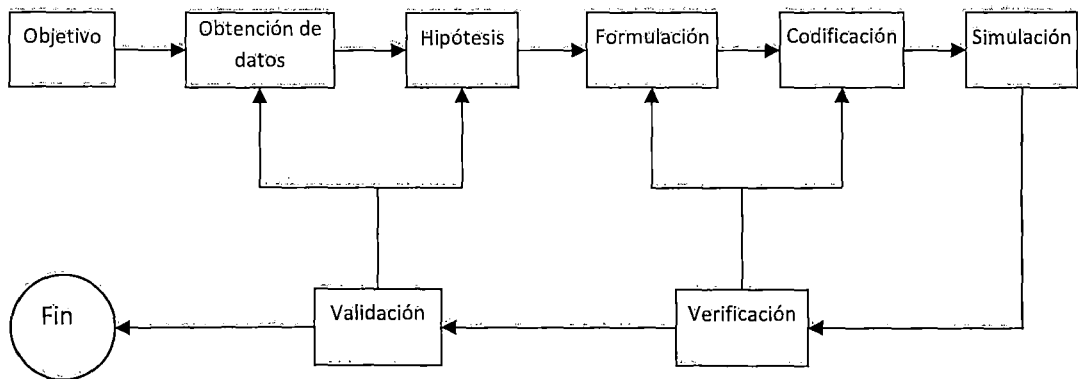 Objetivo
Obtención de
datos
Hipótesis
Formulación
Codificación
Simulación
Fin
Validación
Verificación